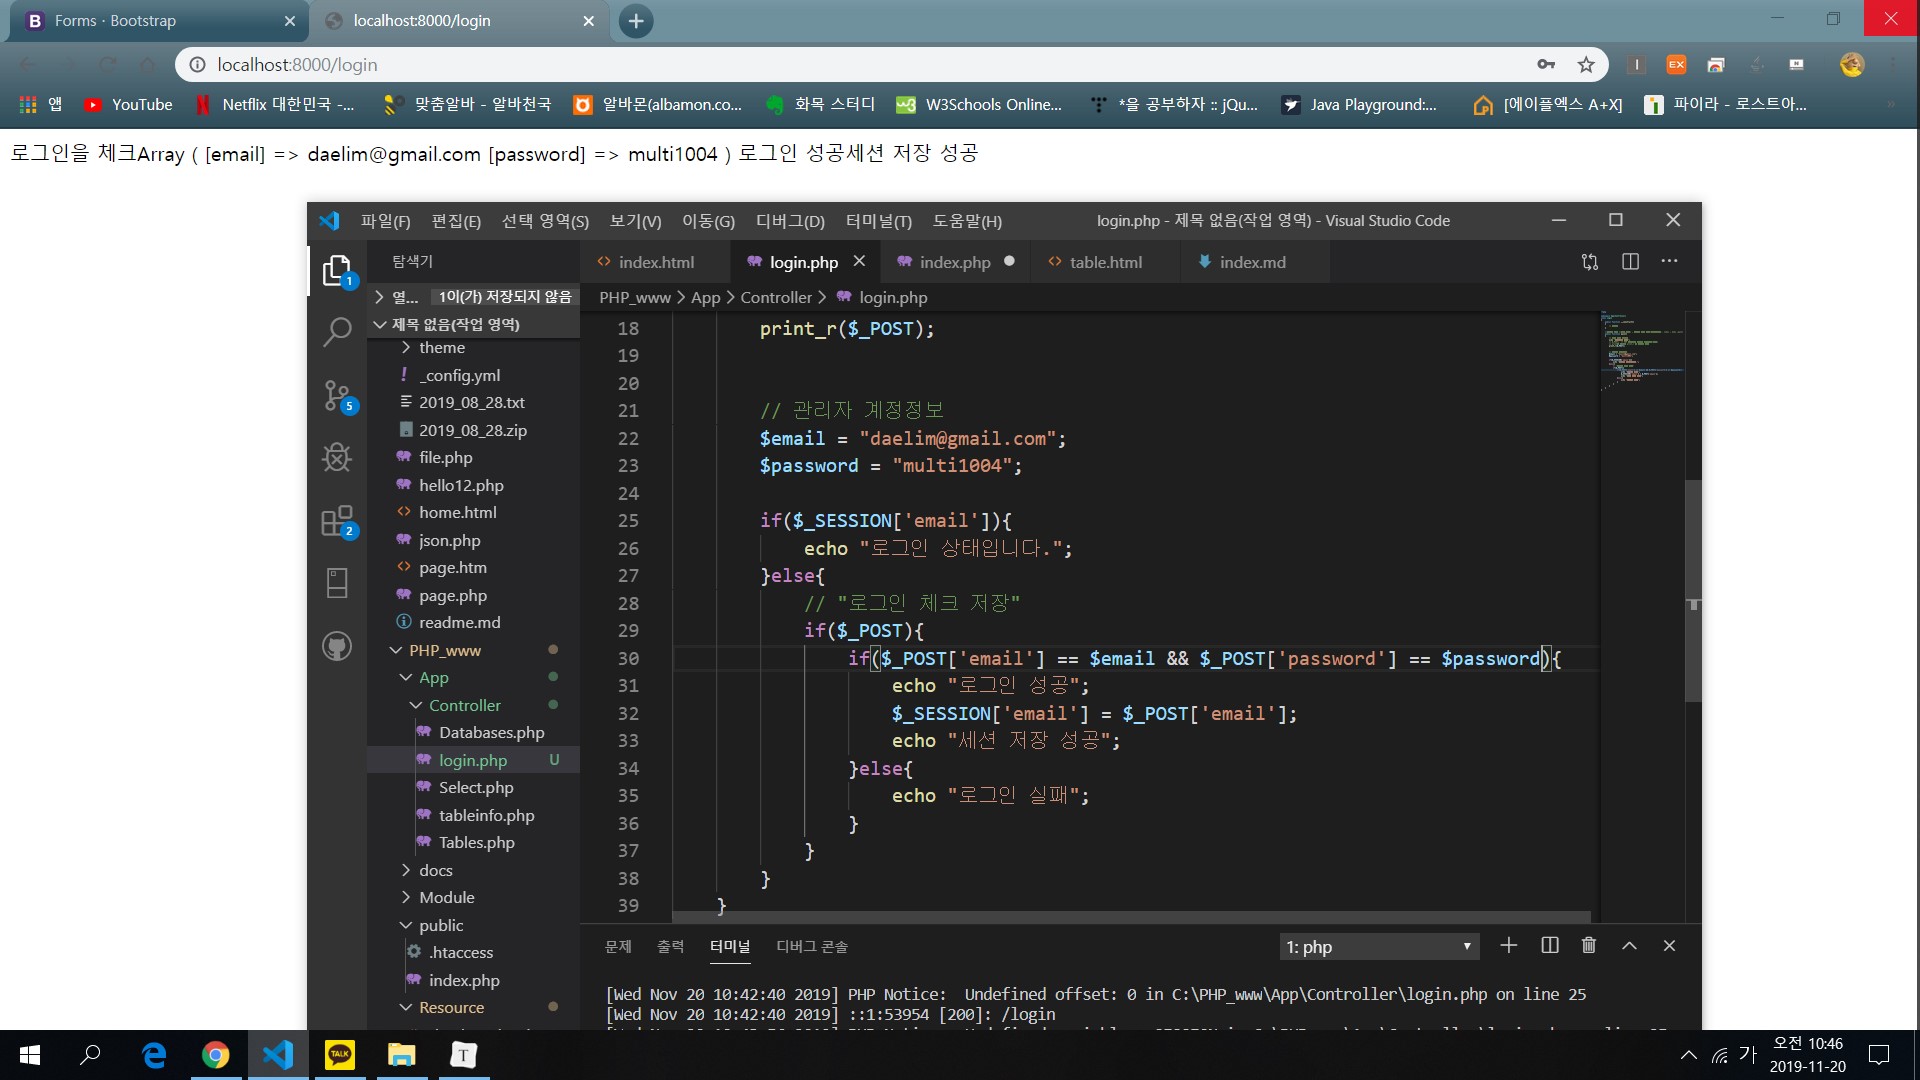 Forms · Bootstrap
localhost:8000/login
localhost:8000/login
앱
YouTube
Netflix 대한민국 -...
맞춤알바 - 알바천국
알바몬(albamon.co...
화목 스터디
W3Schools Online...
*을 공부하자 :: jQu...
Java Playground:...
[에이플엑스 A+X]
파이라 - 로스트아...
로그인을 체크Array ( [email] => daelim@gmail.com [password] => multi1004 ) 로그인 성공세션 저장 성공
파일(F) 편집(E) 선택 영역(S) 보기(V) 이동(G) 디버그(D) 터미널(T) 도움말(H)
login.php - 제목 없음(작업 영역) - Visual Studio Code
탐색기
index.html
login.php
index.php
table.html
index.md
열... 1이(가) 저장되지 않음
제목 없음(작업 영역)
PHP_www > App > Controller > login.php
theme
_config.yml
2019_08_28.txt
2019_08_28.zip
file.php
hello12.php
home.html
json.php
page.htm
page.php
readme.md
PHP_www
App
Controller
Databases.php
login.php U
Select.php
tableinfo.php
Tables.php
docs
Module
public
.htaccess
index.php
Resource
1
5
2
18 print_r($_POST);
19
20
21 // 관리자 계정정보
22 $email = "daelim@gmail.com";
23 $password = "multi1004";
24
25 if($_SESSION['email']){
26 echo "로그인 상태입니다.";
27 }else{
28 // "로그인 체크 저장"
29 if($_POST){
30 if($_POST['email'] == $email && $_POST['password'] == $password){
31 echo "로그인 성공";
32 $_SESSION['email'] = $_POST['email'];
33 echo "세션 저장 성공";
34 }else{
35 echo "로그인 실패";
36 }
37 }
38 }
39 }
문제 출력 터미널 디버그 콘솔
1: php
[Wed Nov 20 10:42:40 2019] PHP Notice:  Undefined offset: 0 in C:\PHP_www\App\Controller\login.php on line 25
[Wed Nov 20 10:42:40 2019] ::1:53954 [200]: /login
TALK
T
가
오전 10:46
2019-11-20